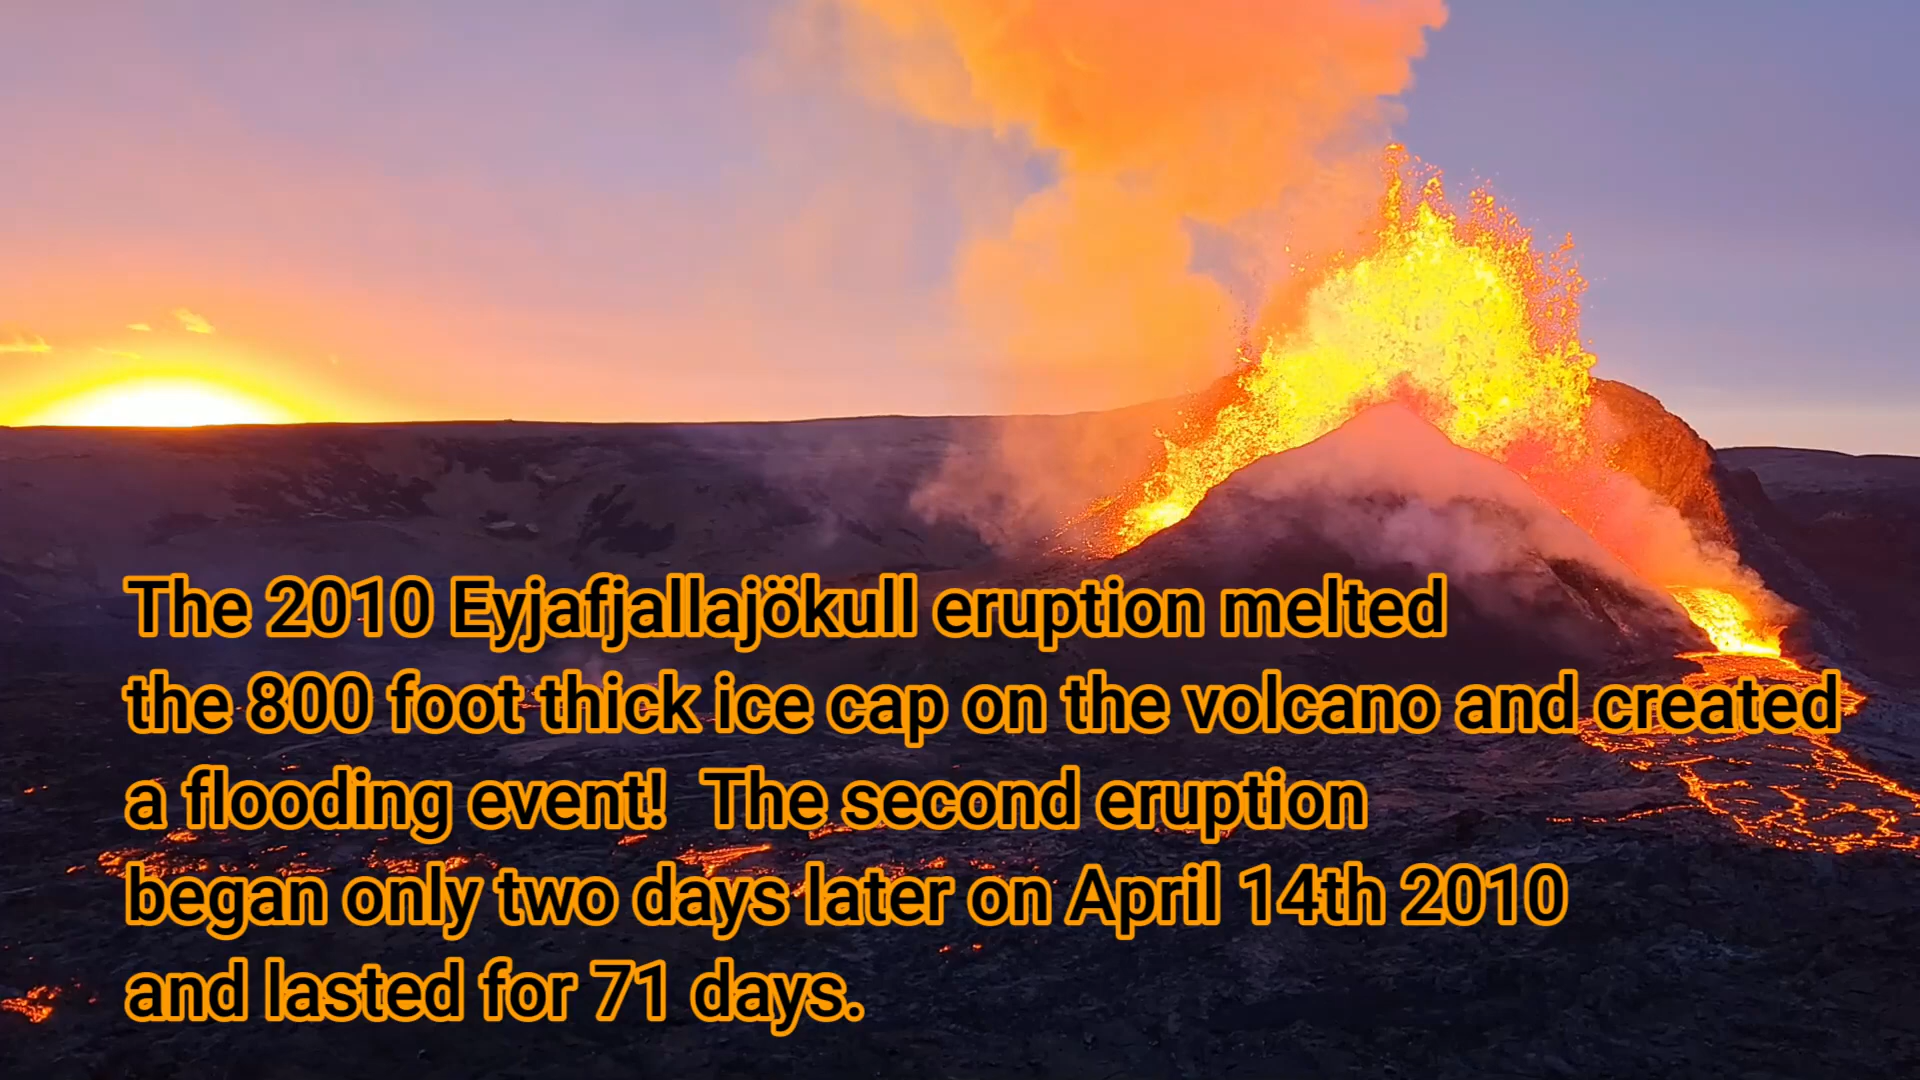 The 2010 Eyjafjallajökull eruption melted
the 800 foot thick ice cap on the volcano and created
a flooding event!  The second eruption
began only two days later on April 14th 2010
and lasted for 71 days.